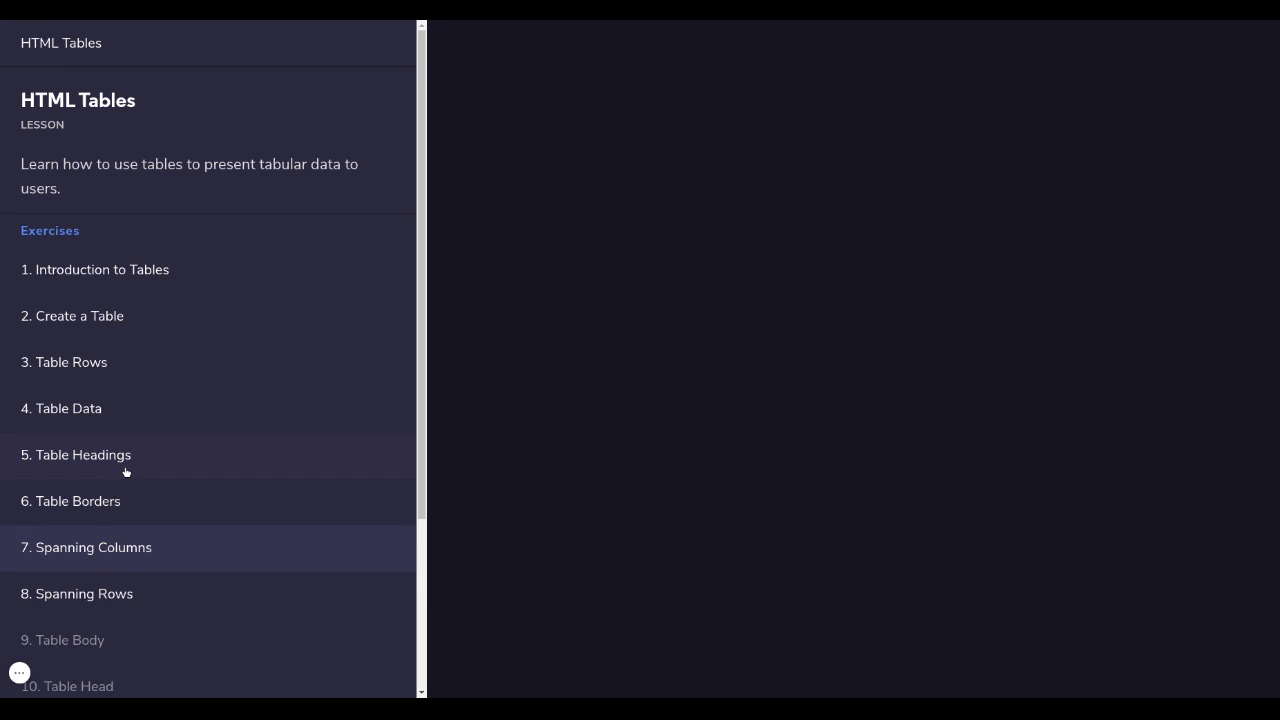 HTML Tables
HTML Tables
LESSON
Learn how to use tables to present tabular data to
users.
Exercises
1. Introduction to Tables
2. Create a Table
3. Table Rows
4. Table Data
5. Table Headings
6. Table Borders
7. Spanning Columns
8. Spanning Rows
9. Table Body
10. Table Head